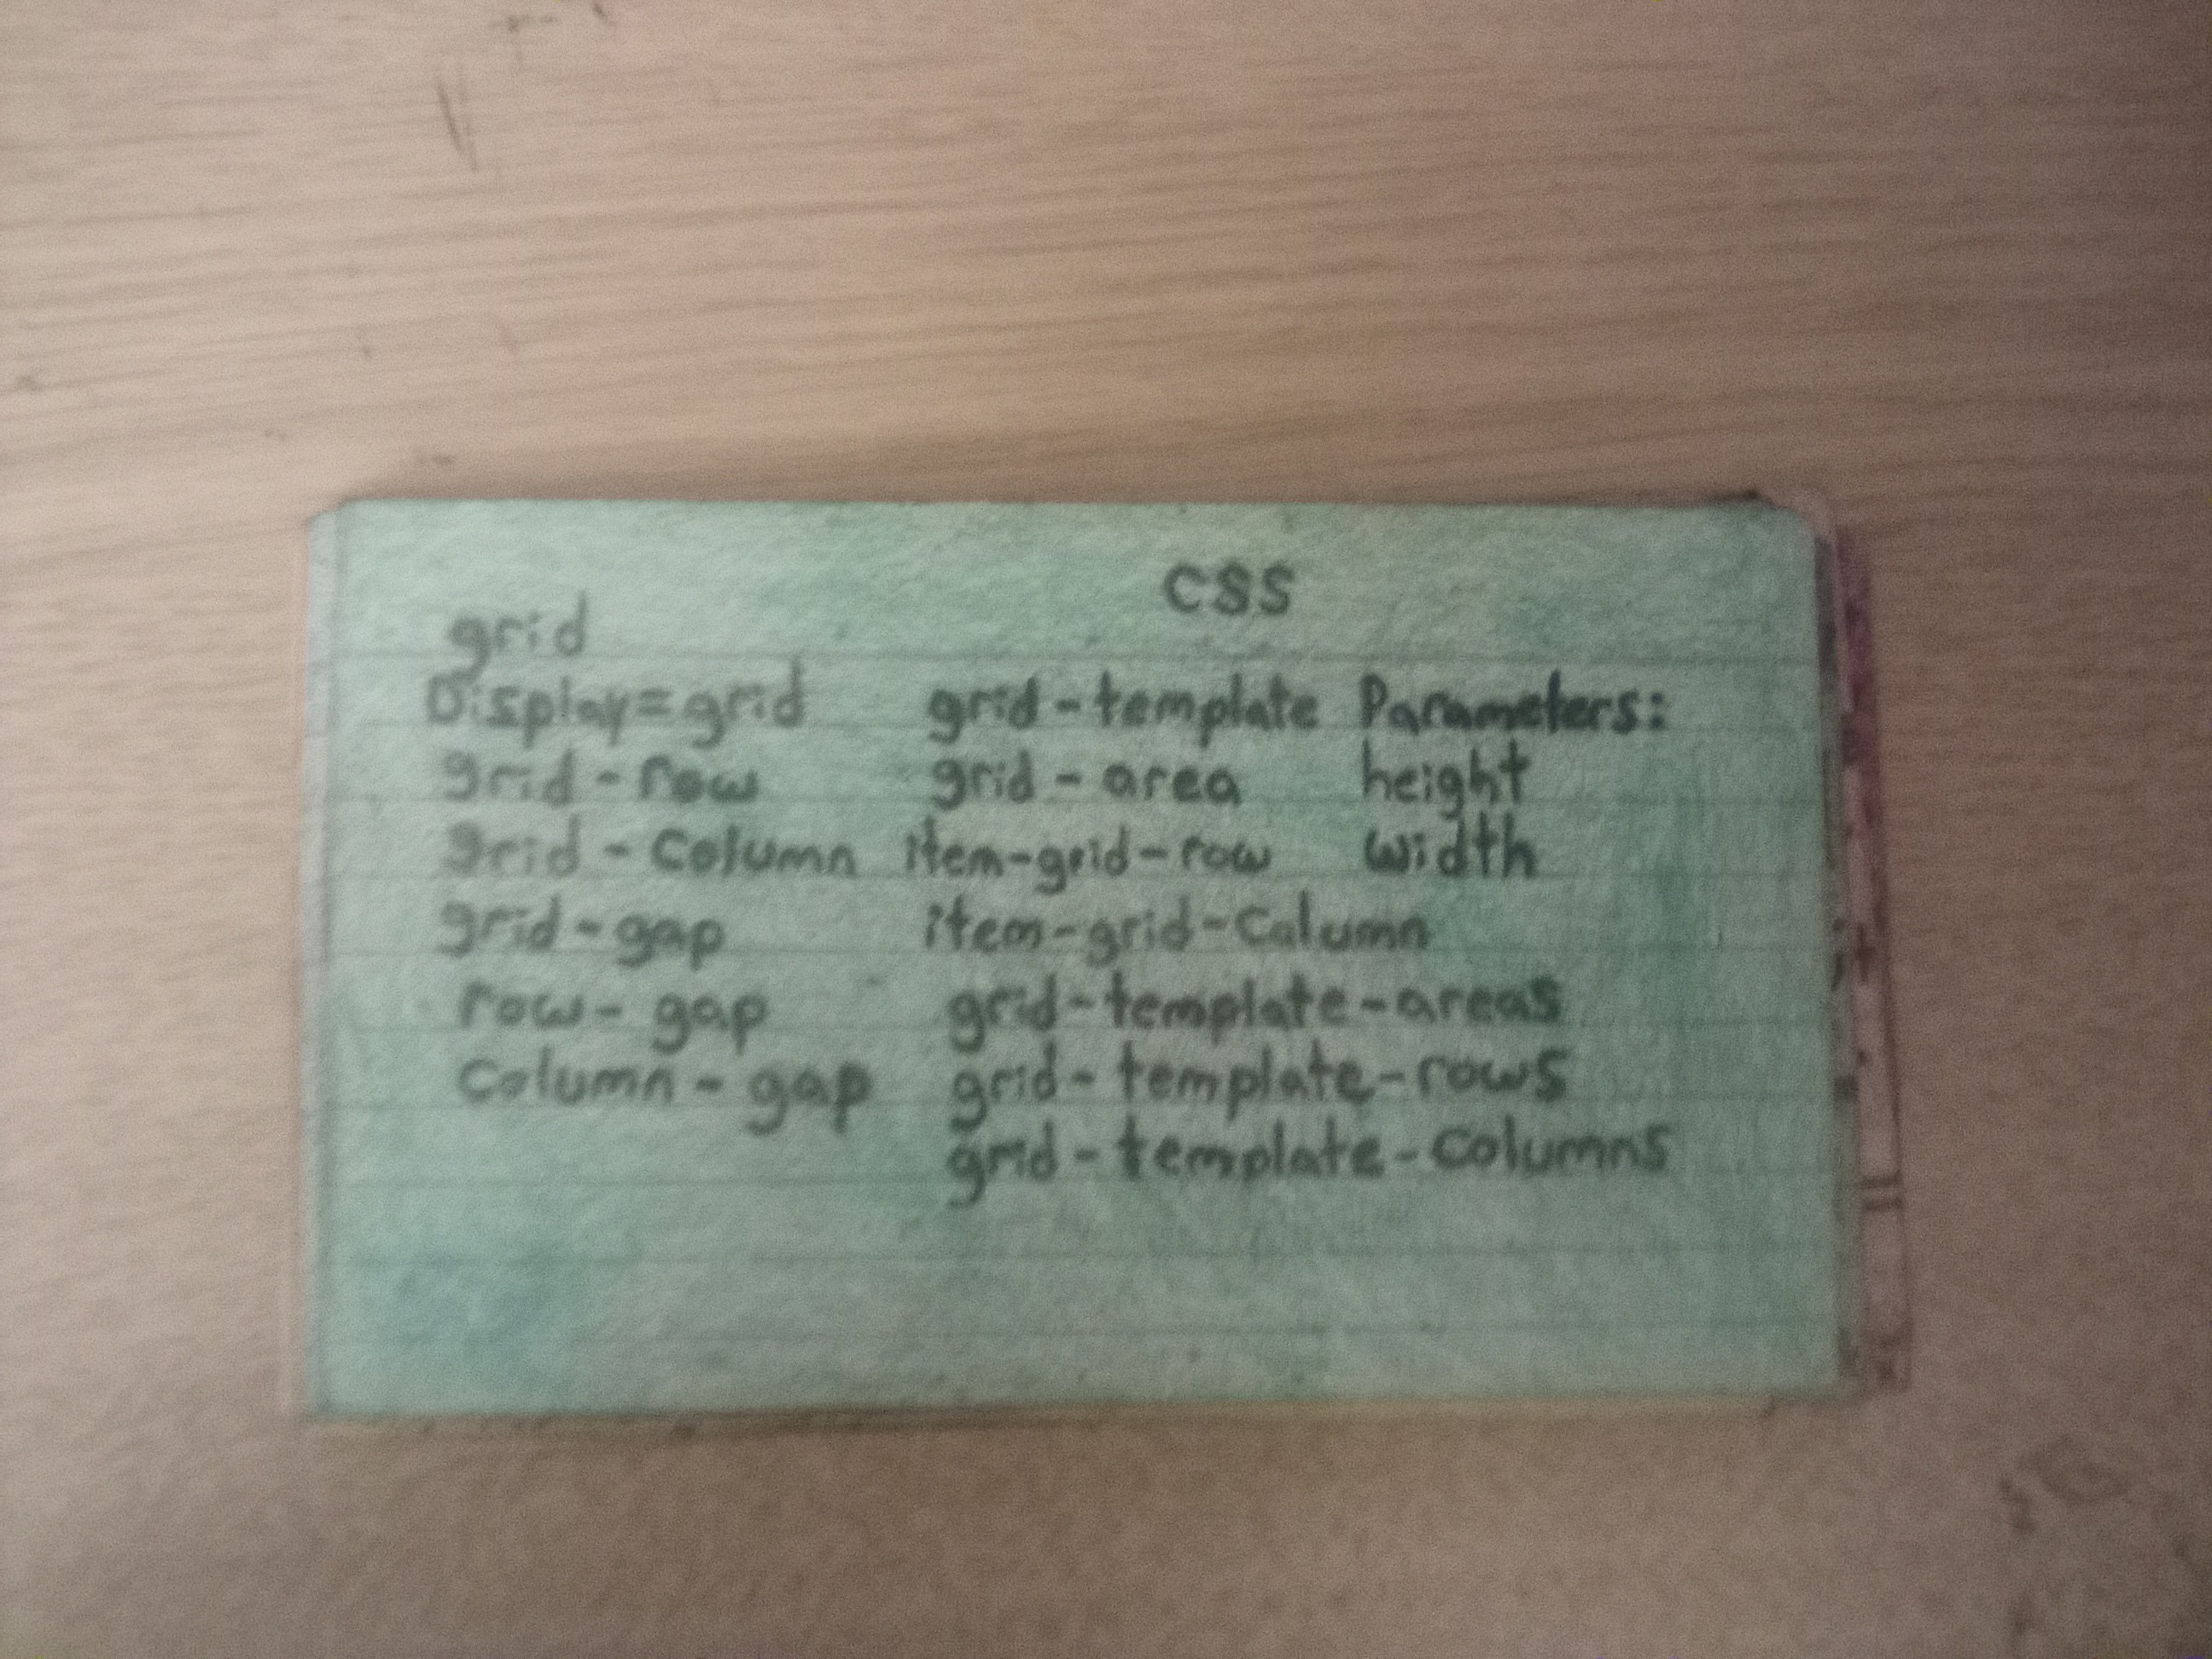 CSS
grid
Display=grid grid-template Parameters:
grid-row grid-area height
grid-column item-grid-row width
grid-gap item-grid-column
row-gap grid-template-areas
column-gap grid-template-rows
grid-template-columns